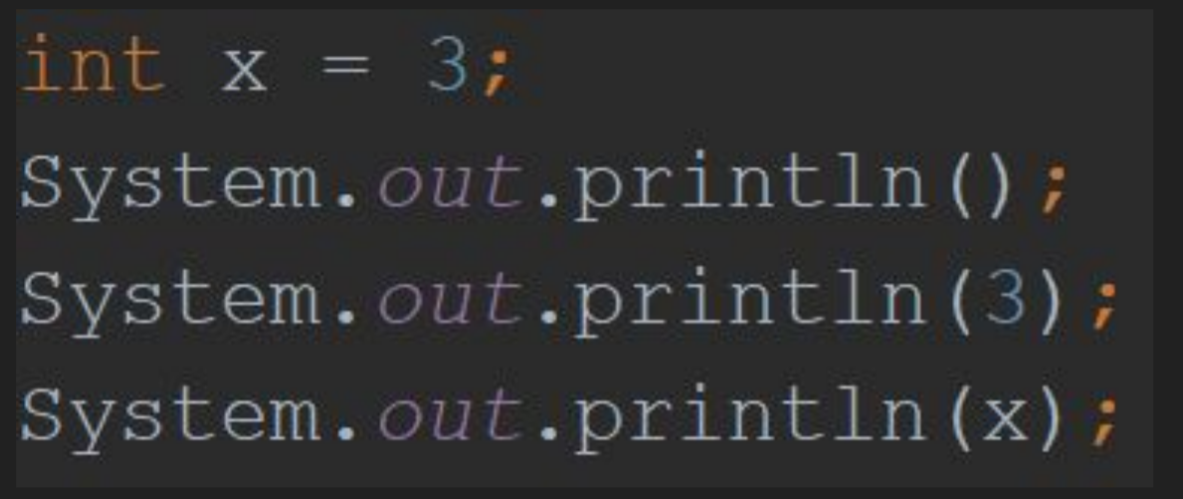 int x = 3;
System.out.println();
System.out.println(3);
System.out.println(x);